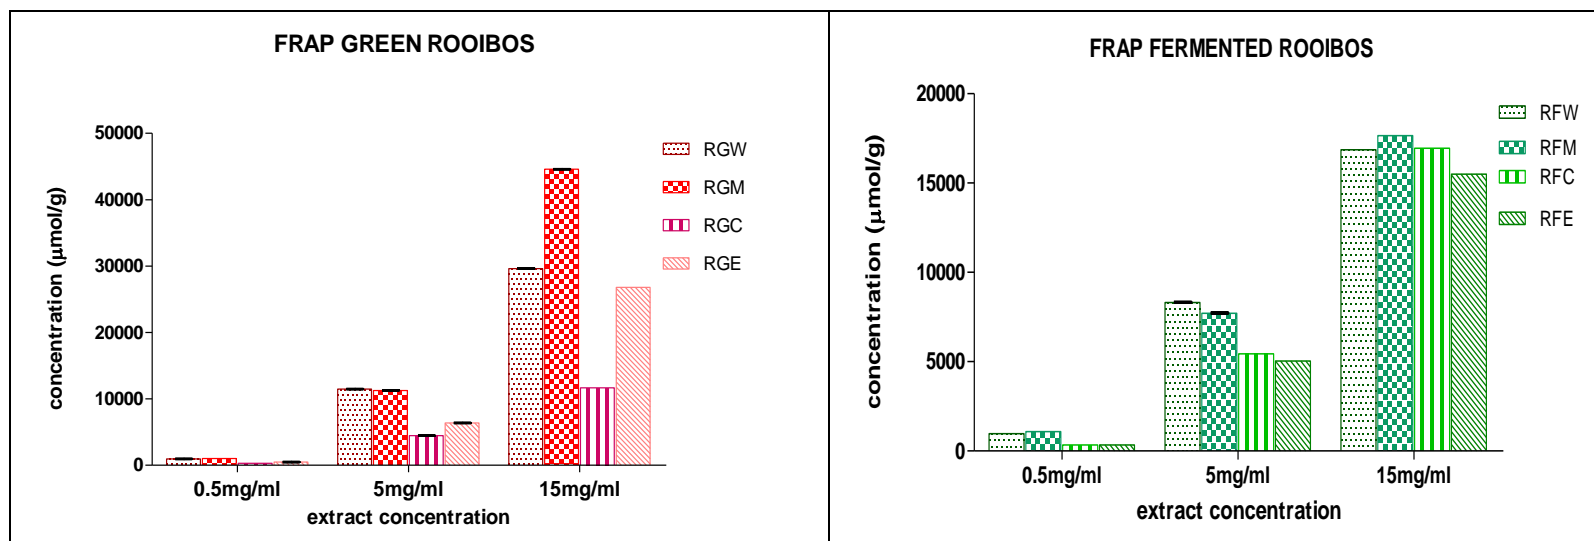 FRAP GREEN ROOIBOS
concentration (µmol/g)
50000
40000
30000
20000
10000
0
0.5mg/ml 5mg/ml 15mg/ml
extract concentration
RGW
RGM
RGC
RGE
FRAP FERMENTED ROOIBOS
concentration (µmol/g)
20000
15000
10000
5000
0
0.5mg/ml 5mg/ml 15mg/ml
extract concentration
RFW
RFM
RFC
RFE